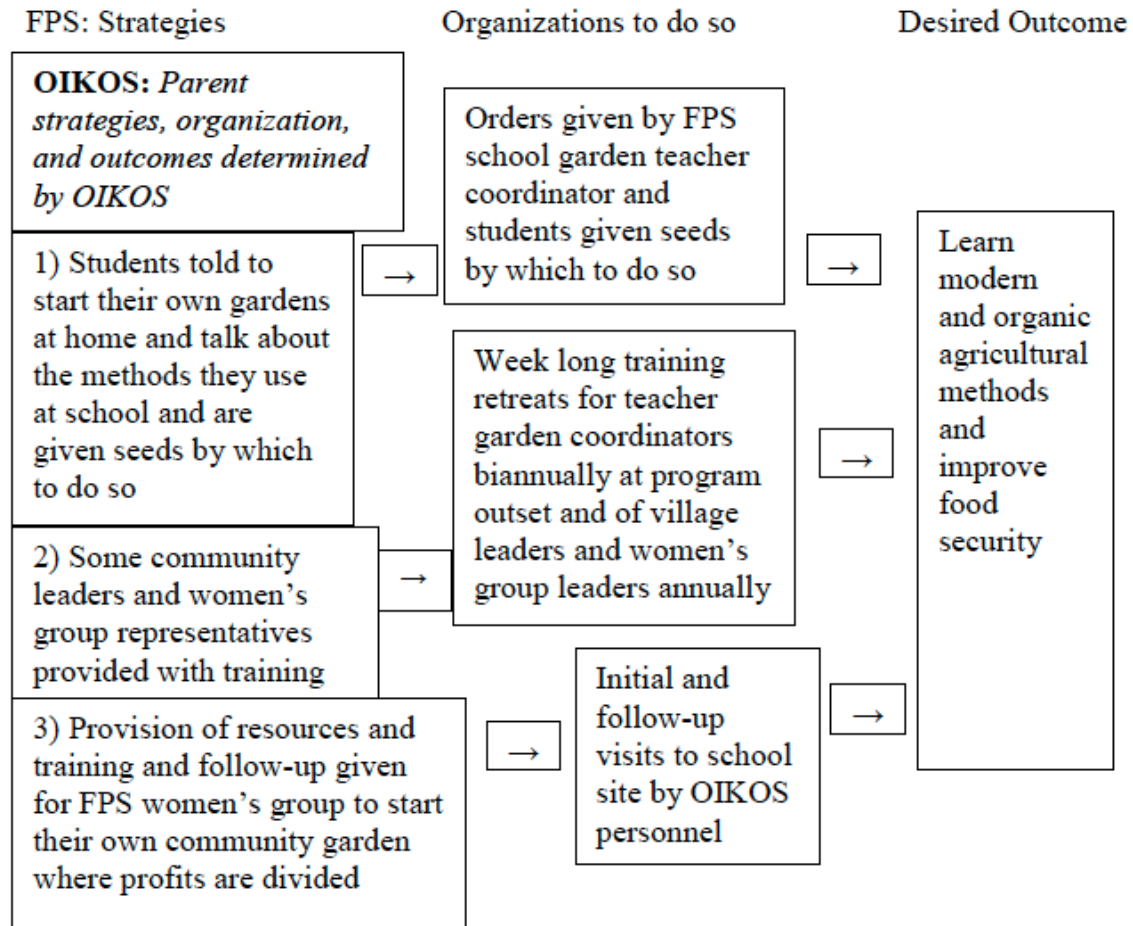 FPS: Strategies
Organizations to do so
Desired Outcome
OIKOS: Parent
strategies, organization,
and outcomes determined
by OIKOS
1) Students told to
start their own gardens
at home and talk about
the methods they use
at school and are
given seeds by which
to do so
→
Orders given by FPS
school garden teacher
coordinator and
students given seeds
by which to do so
→
2) Some community
leaders and women’s
group representatives
provided with training
→
Week long training
retreats for teacher
garden coordinators
biannually at program
outset and of village
leaders and women’s
group leaders annually
→
3) Provision of resources and
training and follow-up given
for FPS women’s group to start
their own community garden
where profits are divided
→
Initial and
follow-up
visits to school
site by OIKOS
personnel
→
Learn
modern
and organic
agricultural
methods
and
improve
food
security